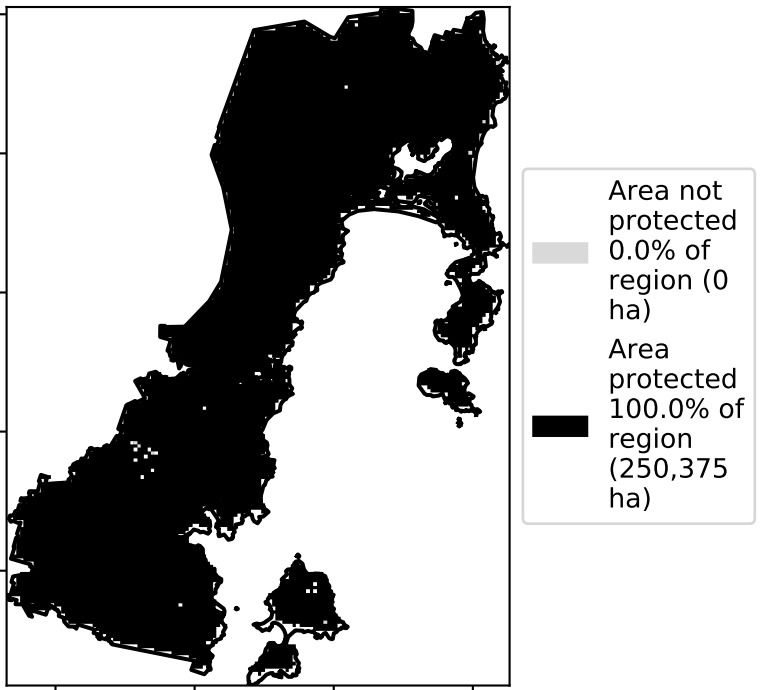 Area not
protected
0.0% of
region (0
ha)
Area
protected
100.0% of
region
(250,375
ha)